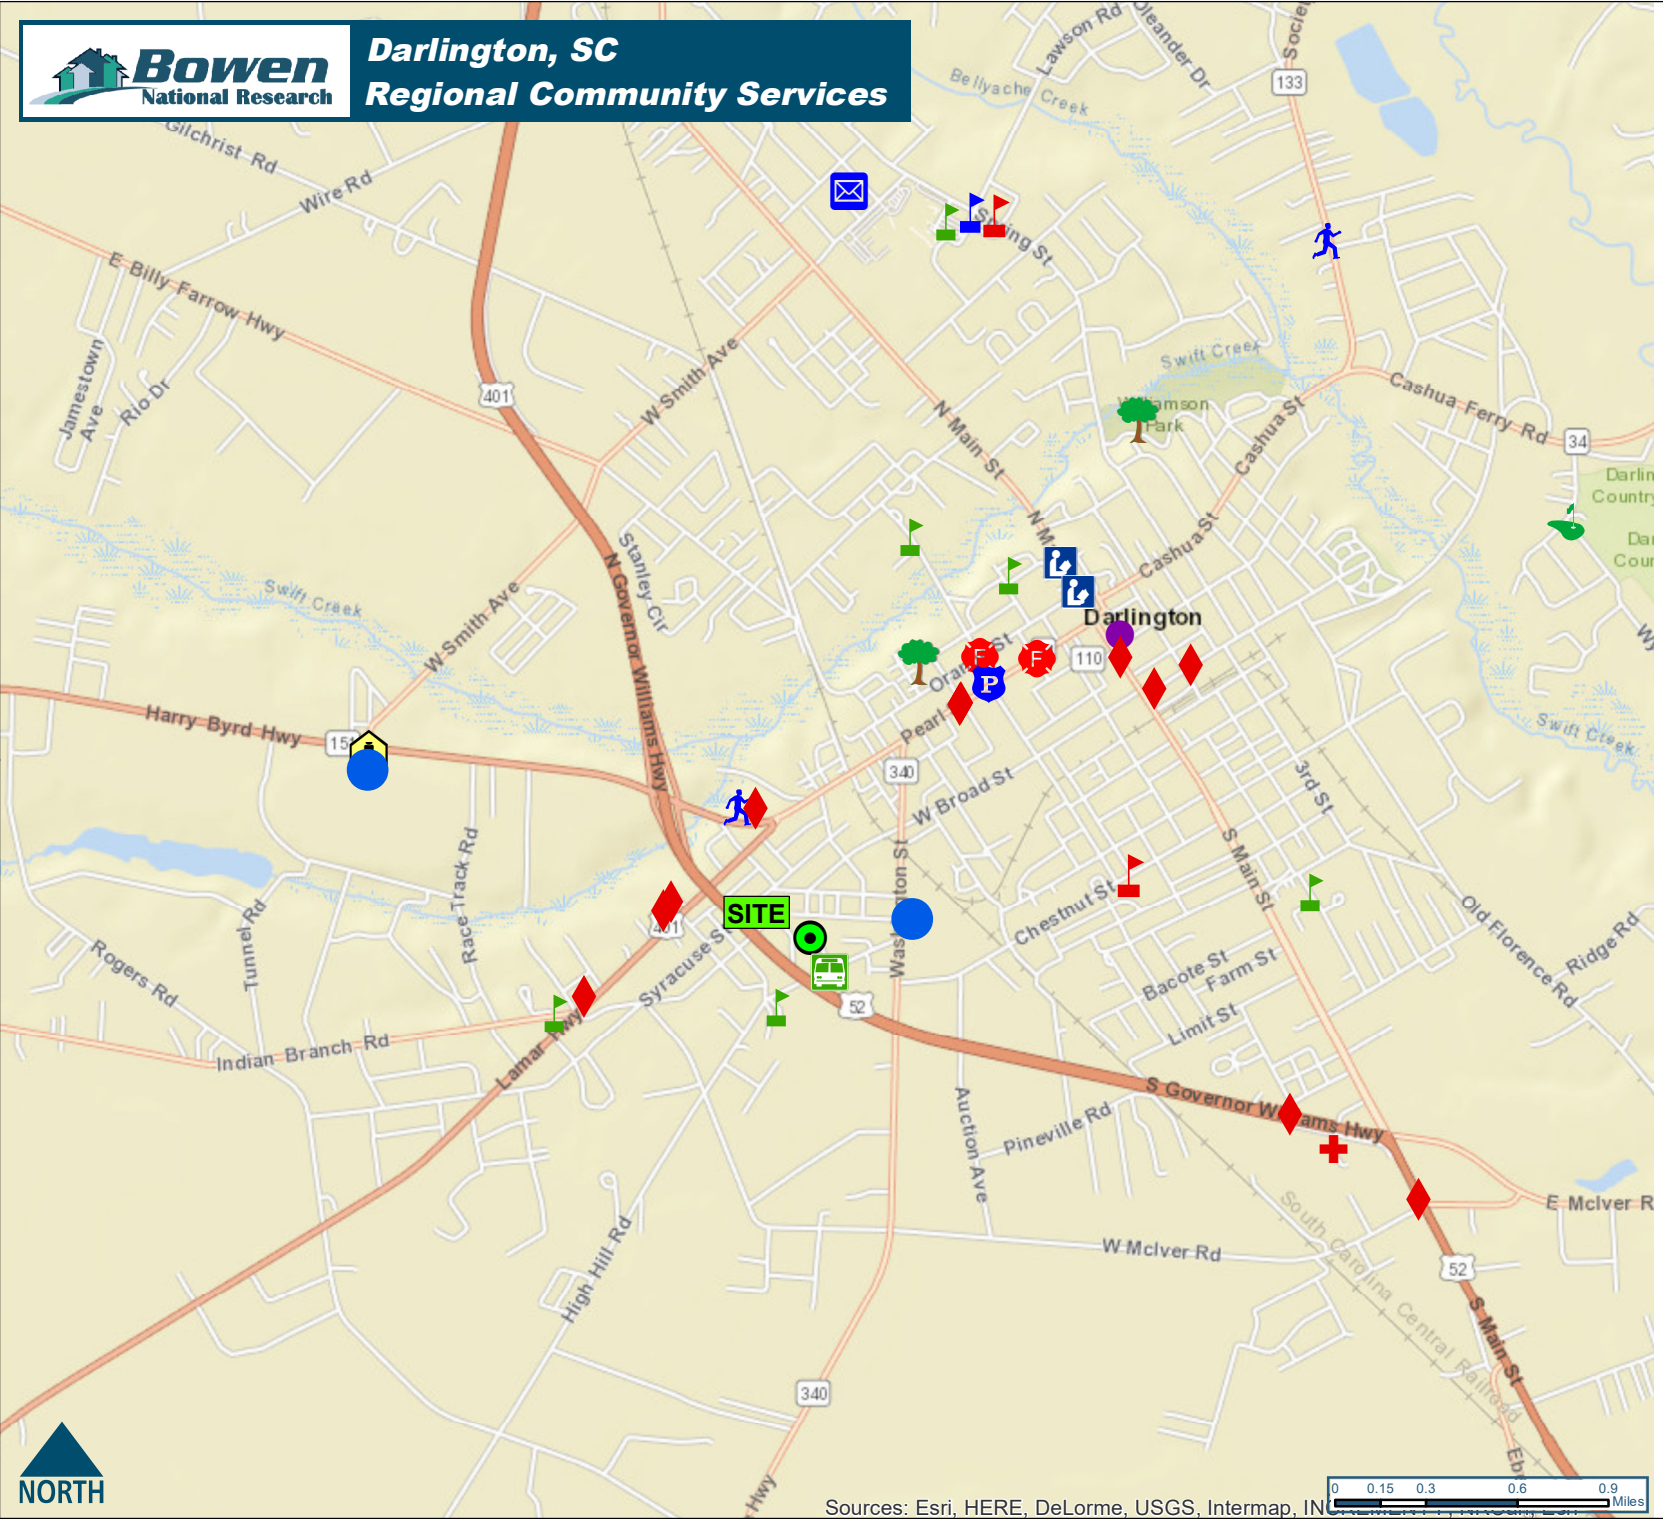 Bowen
National Research
Darlington, SC
Regional Community Services
Lawson Rd
Oleander Dr
133
Bellyache Creek
Gilchrist Rd
Wire Rd
Spring St
E Billy Farrow Hwy
Jamestown
Ave
Rio Dr
401
W Smith Ave
N Main St
Swift Creek
Park
Cashua St
Cashua Ferry Rd
34
Swift Creek
Stanley Cir
N Governor Williams Hwy
W Smith Ave
Cashua St
Darlington
110
F
F
P
Pearl
Harry Byrd Hwy
340
W Broad St
3rd St
Swift Creek
Race Track Rd
Tunnel Rd
Rogers Rd
SITE
401
Syracuse St
Chestnut St
S Main St
Old Florence Rd
Ridge Rd
Bacote St
Farm St
Limit St
52
Indian Branch Rd
Lamar Hwy
Auction Ave
Pineville Rd
S Governor Williams Hwy
E McIver R
W McIver Rd
High Hill Rd
South Carolina Central Railroad
52
S Main St
340
Hwy
NORTH
0 0.15 0.3 0.6 0.9
Miles
Sources: Esri, HERE, DeLorme, USGS, Intermap,